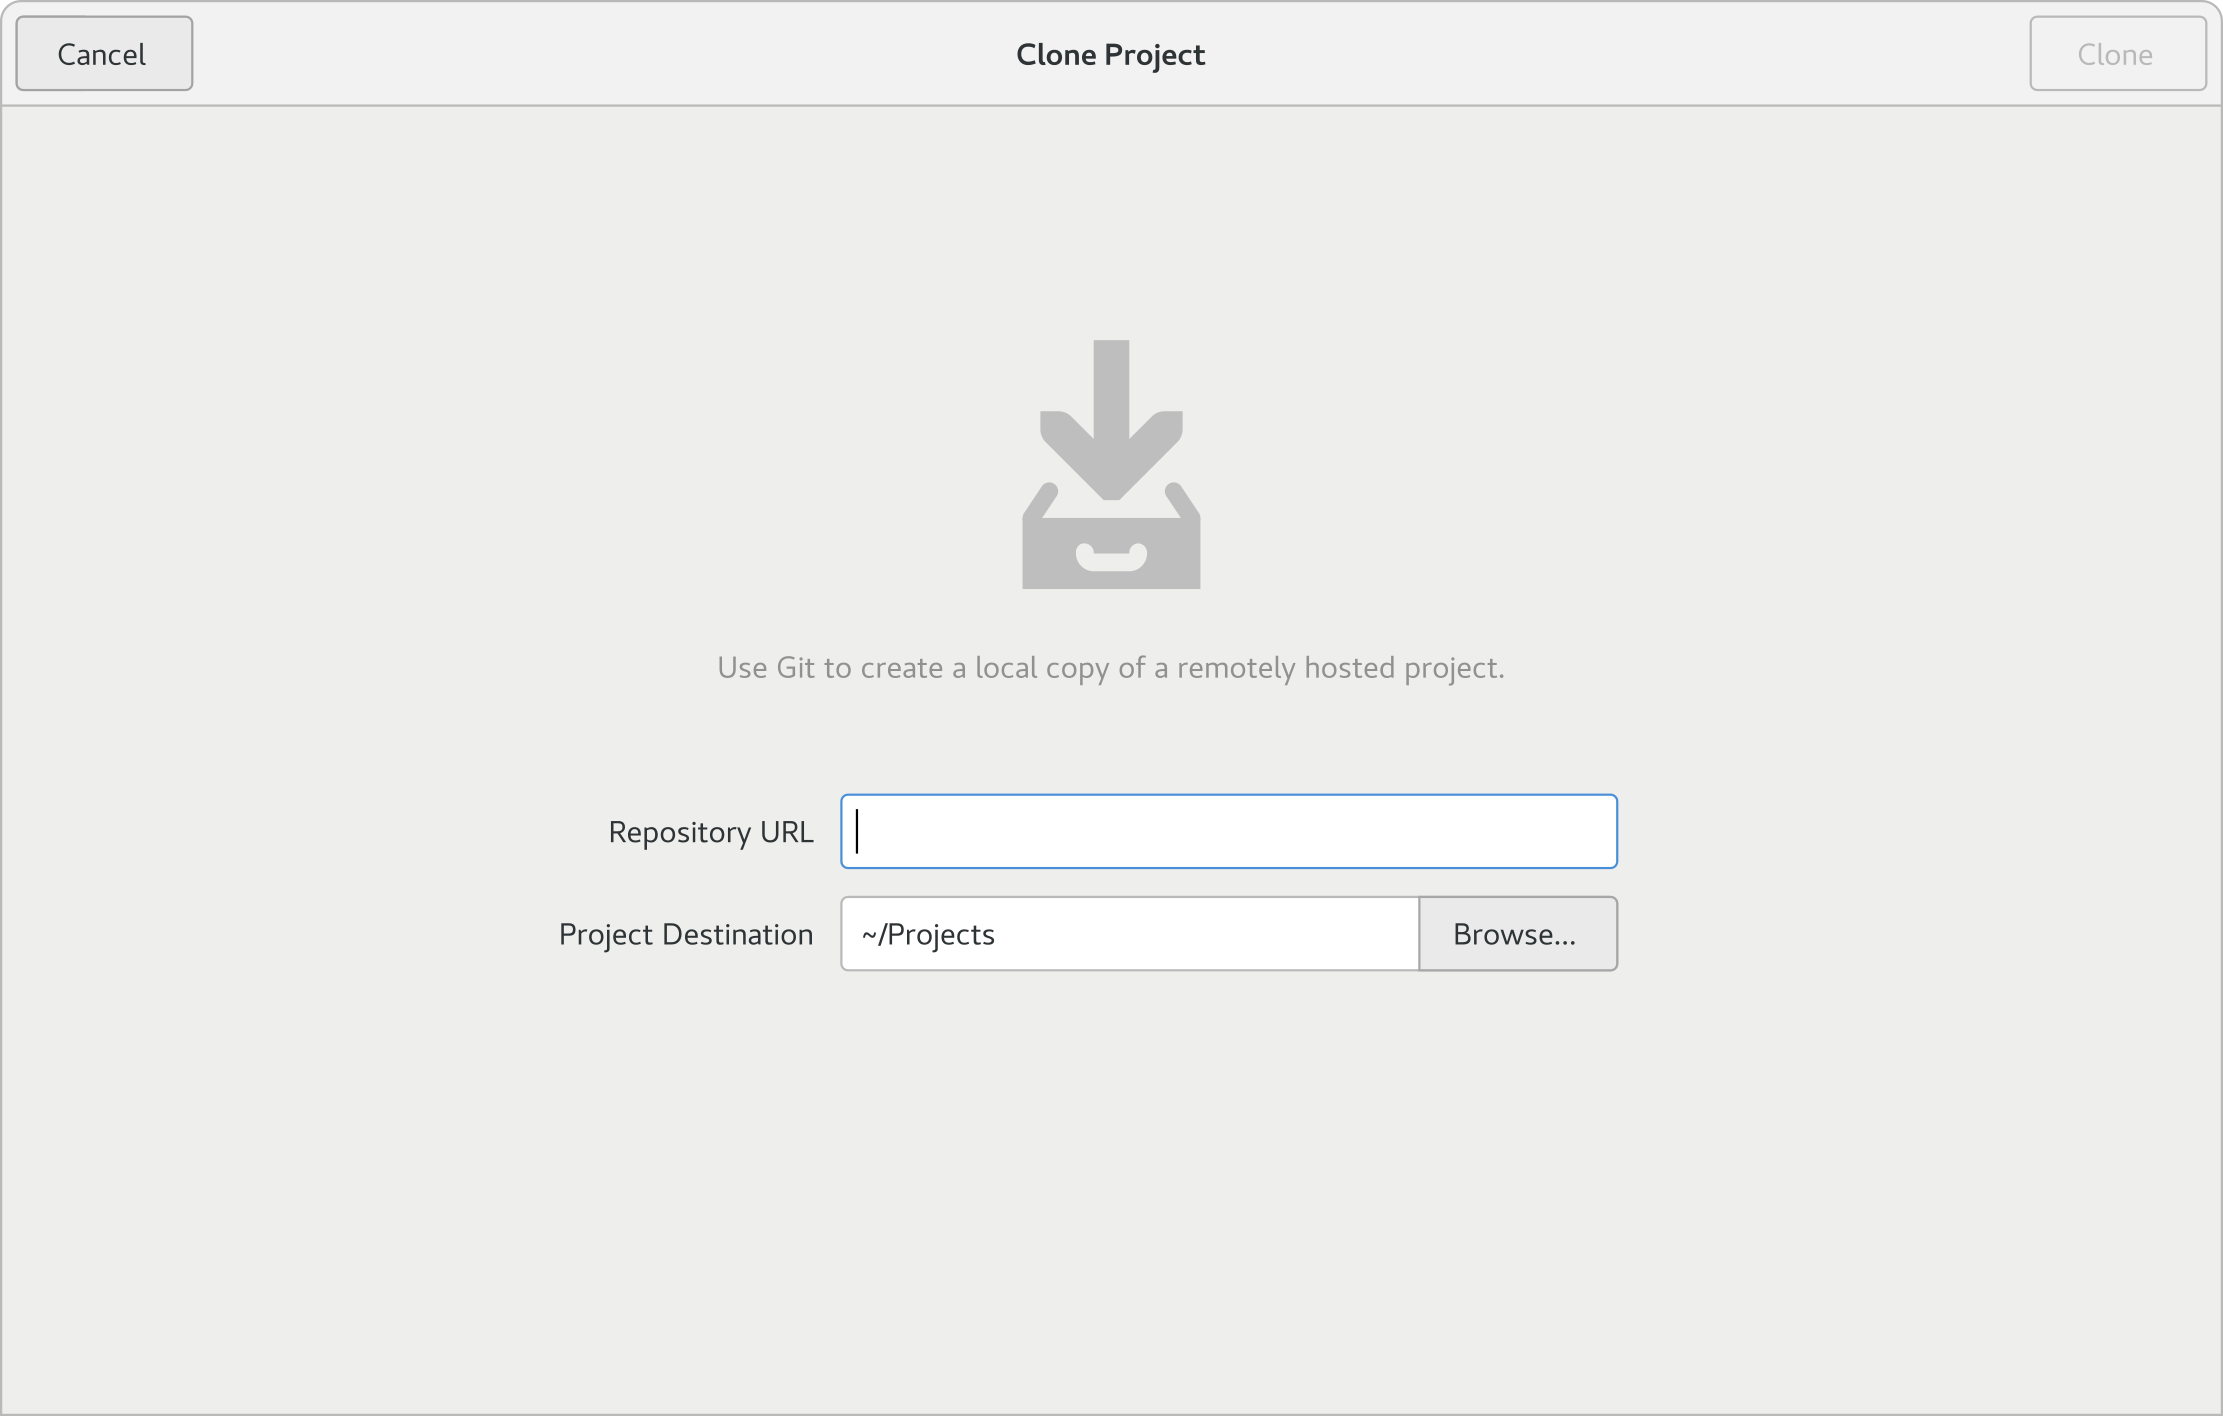 Cancel
Clone Project
Clone
Use Git to create a local copy of a remotely hosted project.
Repository URL
Project Destination
~/Projects
Browse...